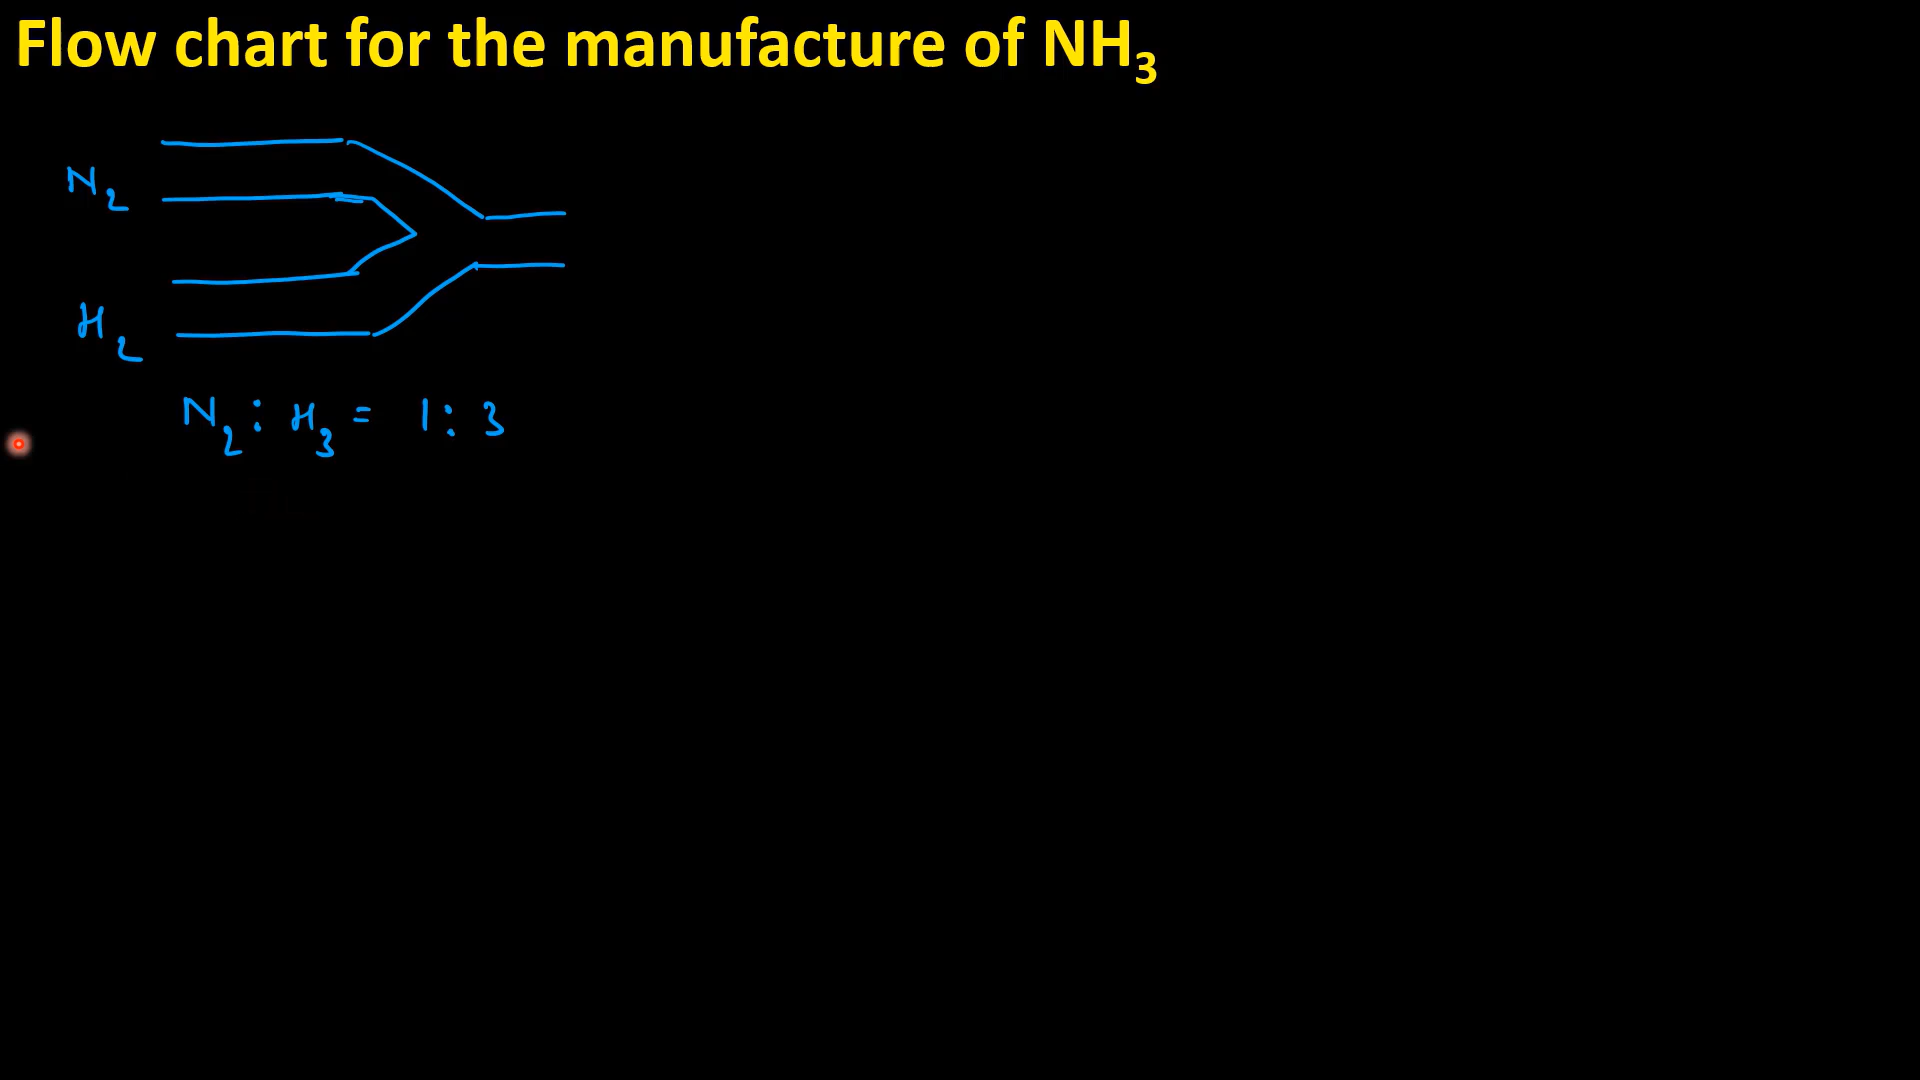 Flow chart for the manufacture of NH₃
N₂
H₂
N₂ : H₃ = 1 : 3